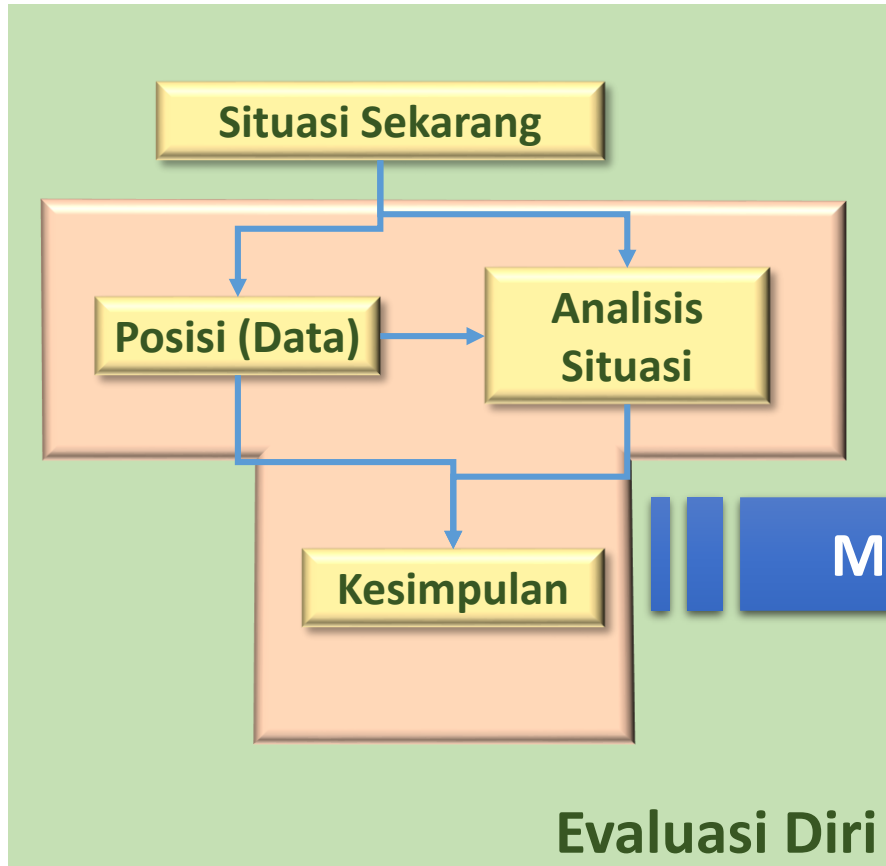 Situasi Sekarang
Posisi (Data)
Analisis
Situasi
Kesimpulan
M
Evaluasi Diri